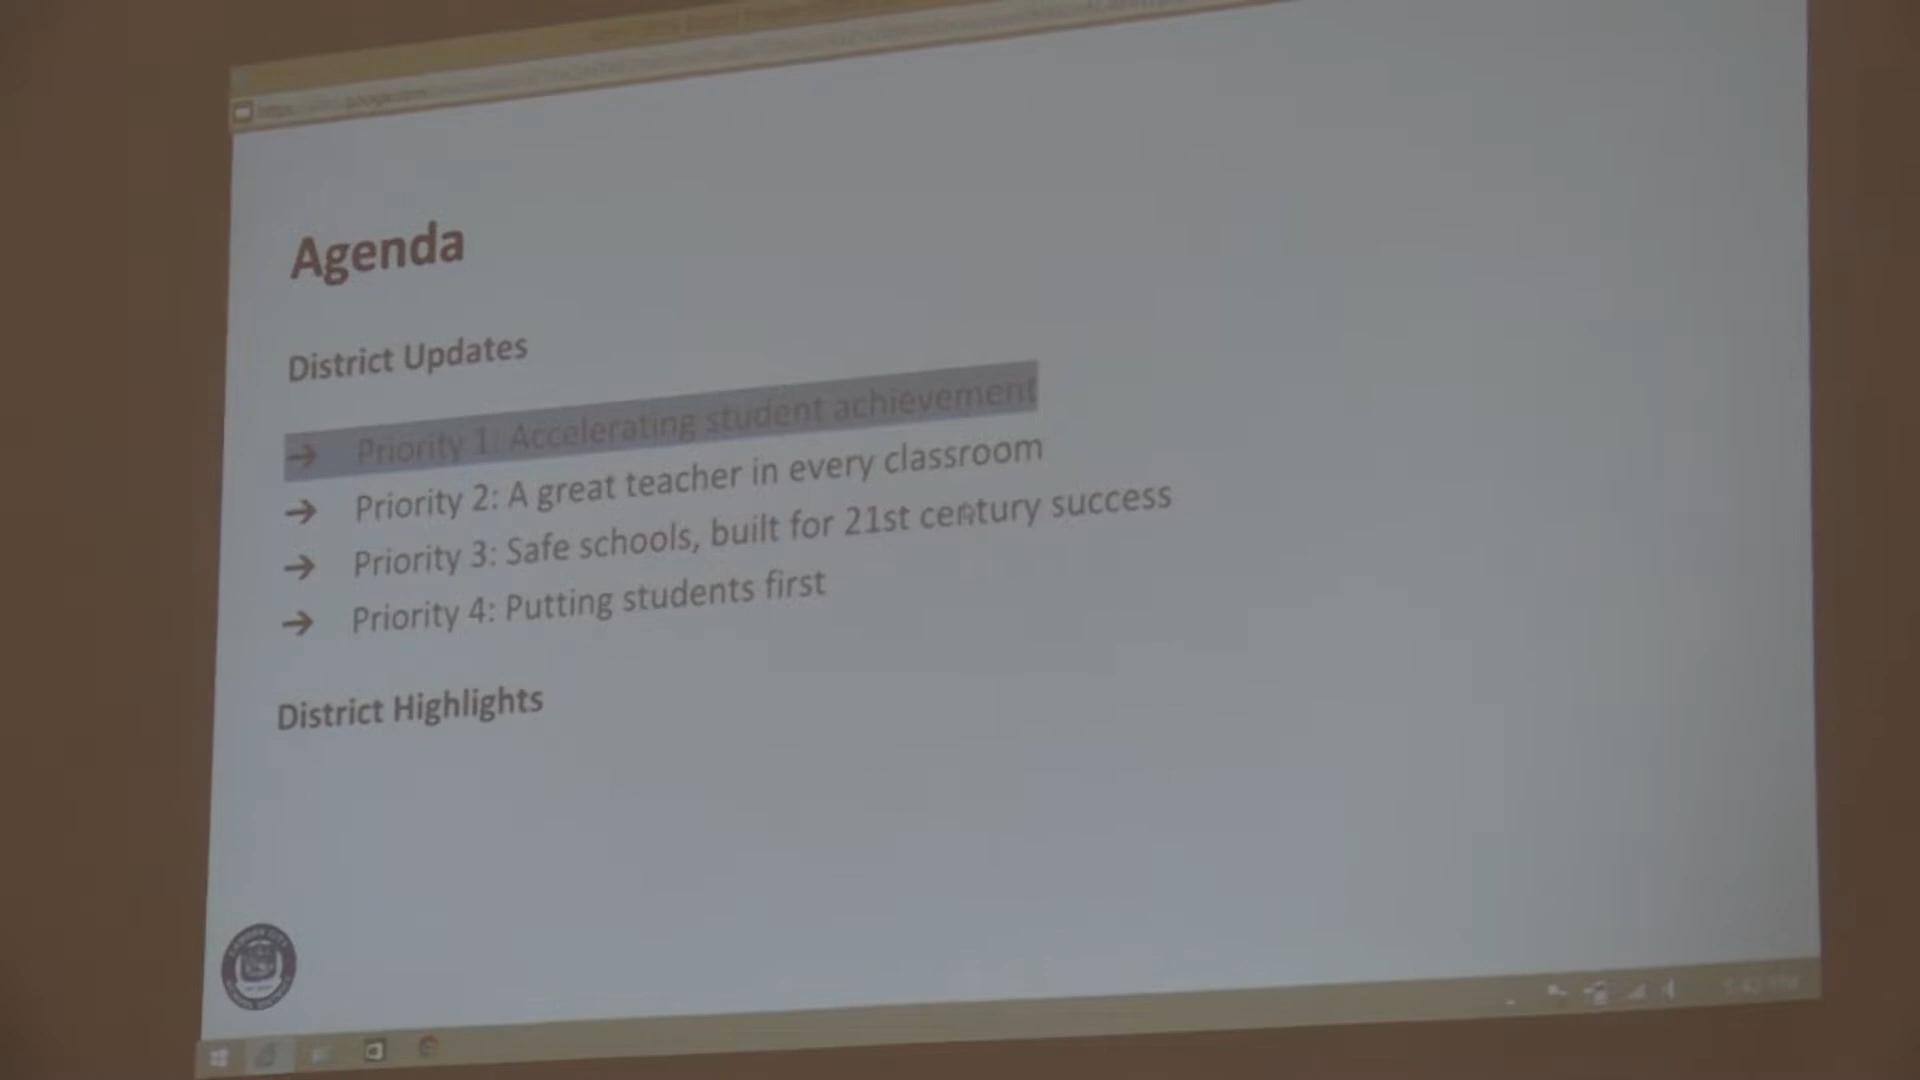 Agenda
District Updates
→ Priority 1: Accelerating student achievement
→ Priority 2: A great teacher in every classroom
→ Priority 3: Safe schools, built for 21st century success
→ Priority 4: Putting students first
District Highlights